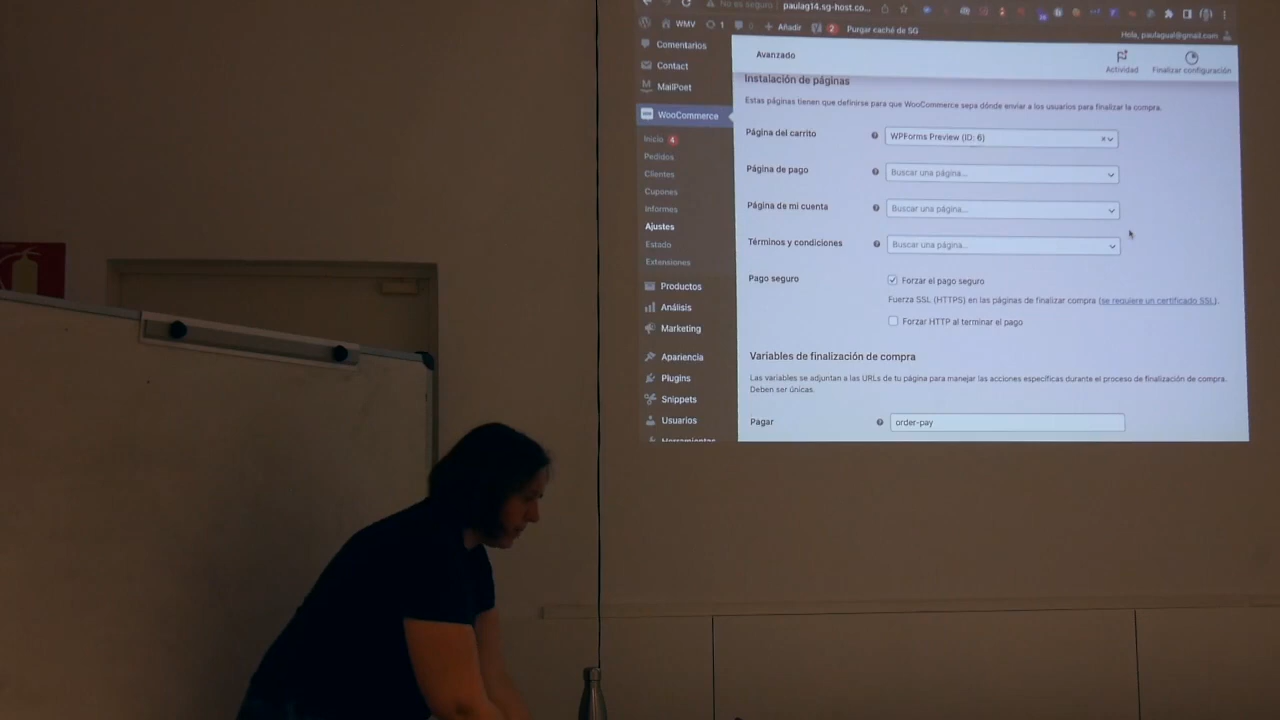 No es seguro
paulag14.sg-host.co...
WMV
1
0
Añadir
2
Purgar caché de SG
Hola, paulagual@gmail.com
Comentarios
Contact
MailPoet
WooCommerce
Inicio 4
Pedidos
Clientes
Cupones
Informes
Ajustes
Estado
Extensiones
Productos
Análisis
Marketing
Apariencia
Plugins
Snippets
Usuarios
Herramientas
Avanzado
Actividad
Finalizar configuración
Instalación de páginas
Estas páginas tienen que definirse para que WooCommerce sepa dónde enviar a los usuarios para finalizar la compra.
Página del carrito
WPForms Preview (ID: 6)
Página de pago
Buscar una página...
Página de mi cuenta
Buscar una página...
Términos y condiciones
Buscar una página...
Pago seguro
Forzar el pago seguro
Fuerza SSL (HTTPS) en las páginas de finalizar compra (se requiere un certificado SSL).
Forzar HTTP al terminar el pago
Variables de finalización de compra
Las variables se adjuntan a las URLs de tu página para manejar las acciones específicas durante el proceso de finalización de compra.
Deben ser únicas.
Pagar
order-pay